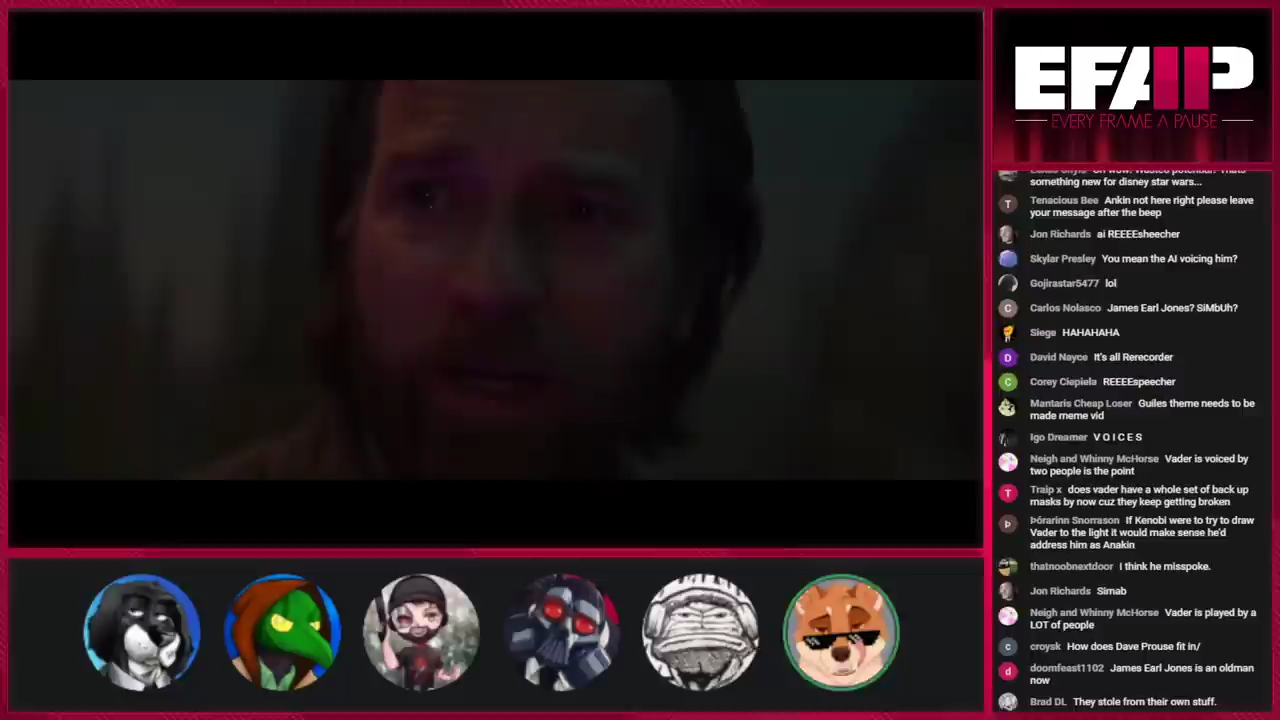 EFAP
EVERY FRAME A PAUSE
something new for disney star wars...
Tenacious Bee Ankin not here right please leave
your message after the beep
Jon Richards ai REEEEsheecher
Skylar Presley You mean the AI voicing him?
Gojirastar5477 lol
Carlos Nolasco James Earl Jones? SiMbUh?
Siege HAHAHAHA
David Nayce It's all Rerecorder
Corey Ciepiela REEEEspeecher
Mantaris Cheap Loser Guiles theme needs to be
made meme vid
Igo Dreamer V O I C E S
Neigh and Whinny McHorse Vader is voiced by
two people is the point
T
Traip x does vader have a whole set of back up
masks by now cuz they keep getting broken
Þórarinn Snorrason If Kenobi were to try to draw
Vader to the light it would make sense he'd
address him as Anakin
thatnoobnextdoor I think he misspoke.
Jon Richards Simab
Neigh and Whinny McHorse Vader is played by a
LOT of people
croysk How does Dave Prouse fit in/
doomfeast1102 James Earl Jones is an oldman
now
Brad DL They stole from their own stuff.